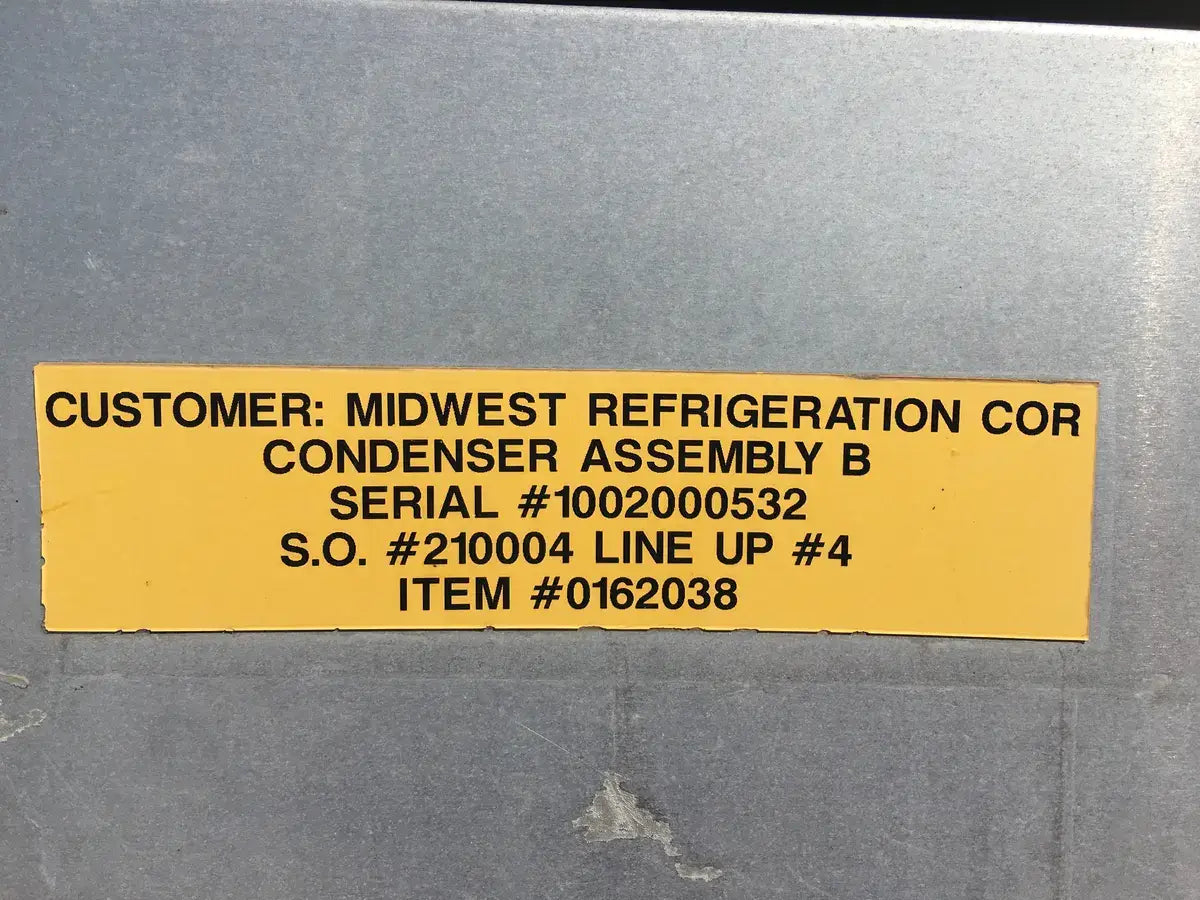 CUSTOMER: MIDWEST REFRIGERATION COR
CONDENSER ASSEMBLY B
SERIAL #1002000532
S.O. #210004 LINE UP #4
ITEM #0162038